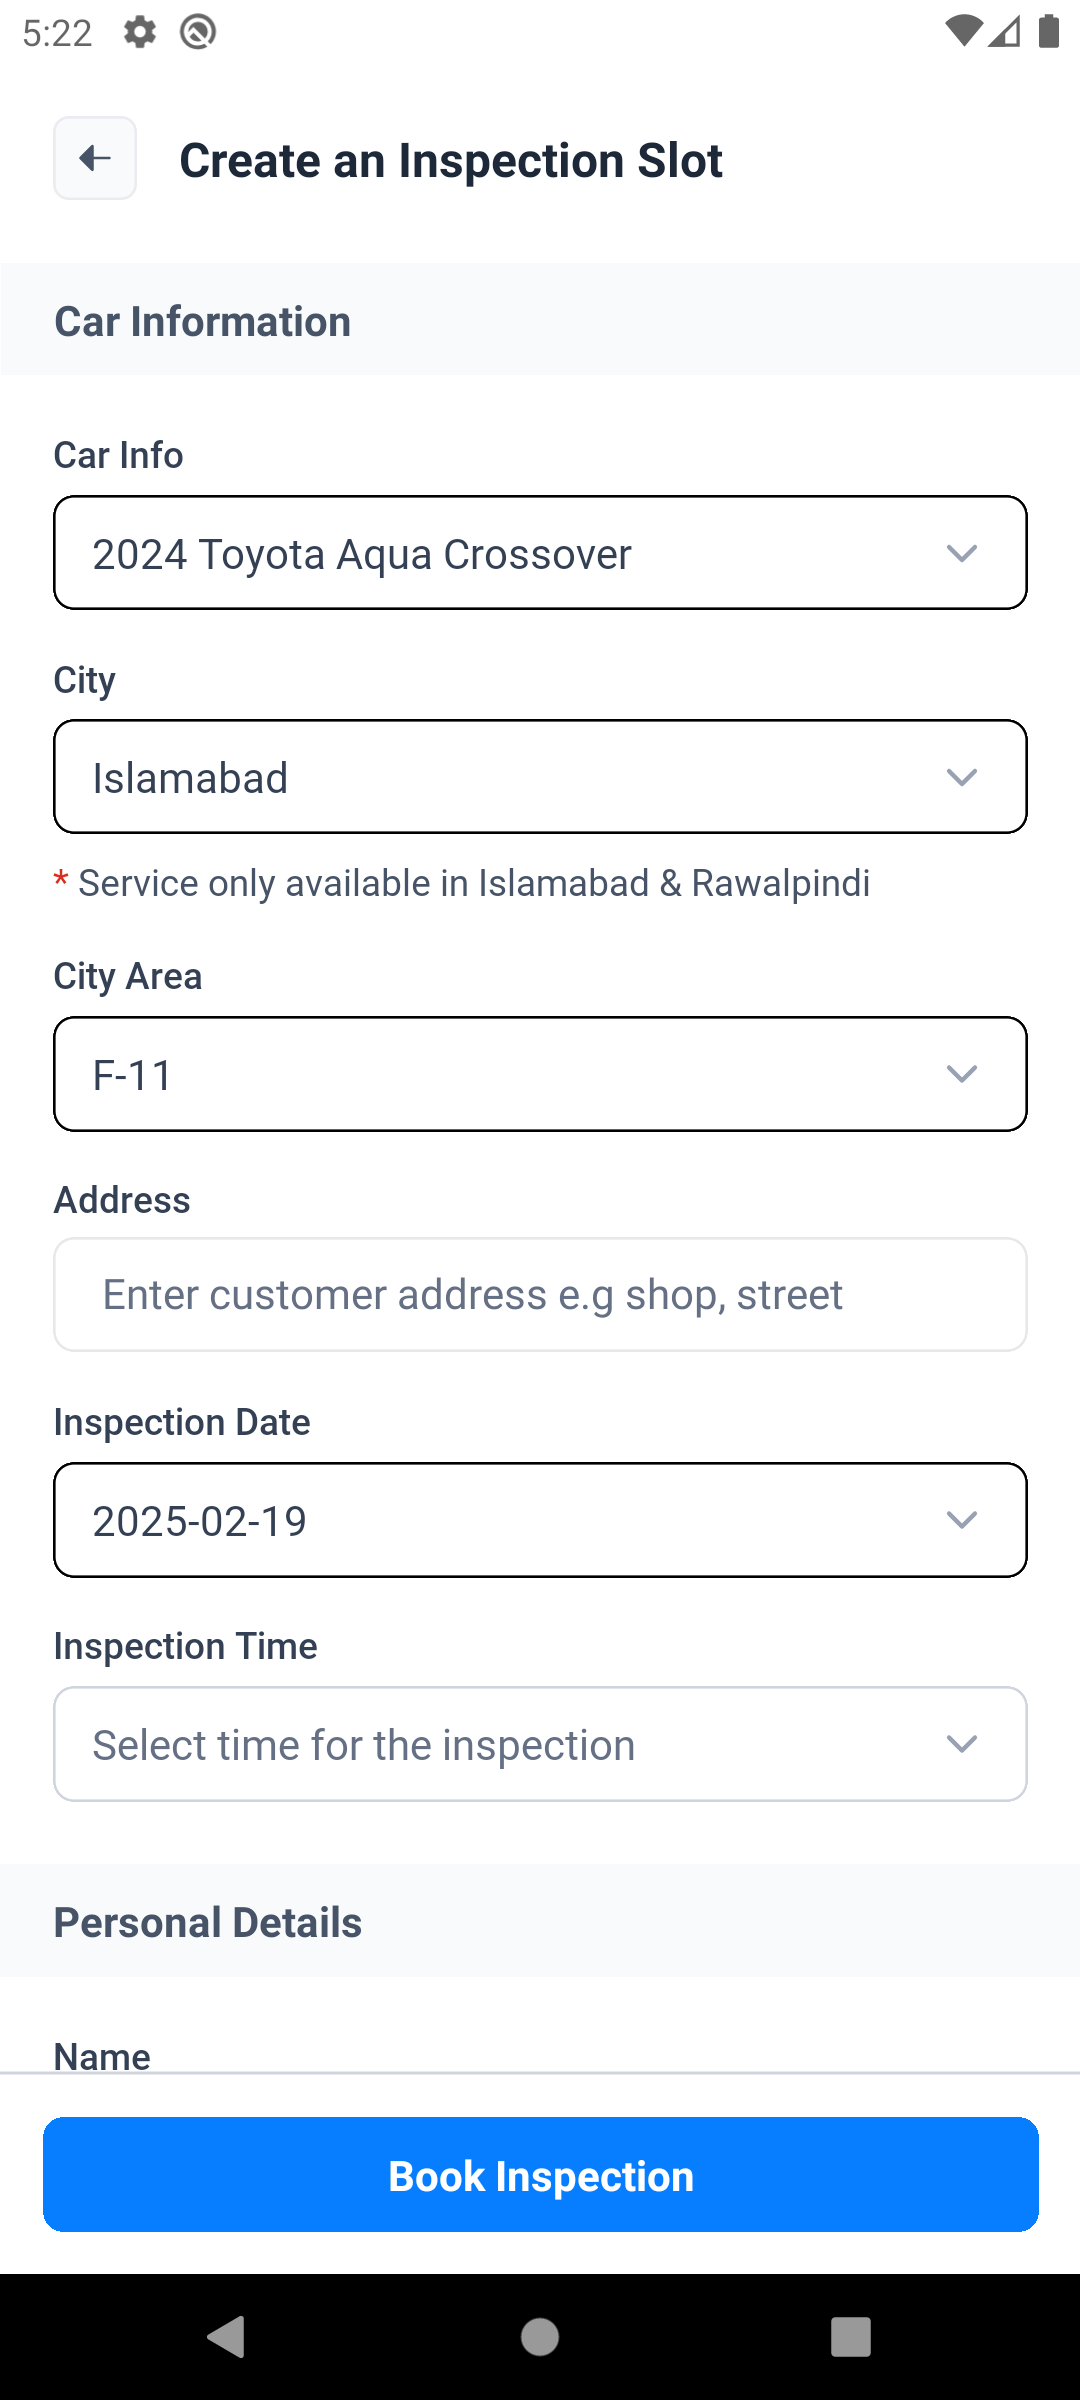 5:22
Create an Inspection Slot
Car Information
Car Info
2024 Toyota Aqua Crossover
City
Islamabad
* Service only available in Islamabad & Rawalpindi
City Area
F-11
Address
Enter customer address e.g shop, street
Inspection Date
2025-02-19
Inspection Time
Select time for the inspection
Personal Details
Name
Book Inspection